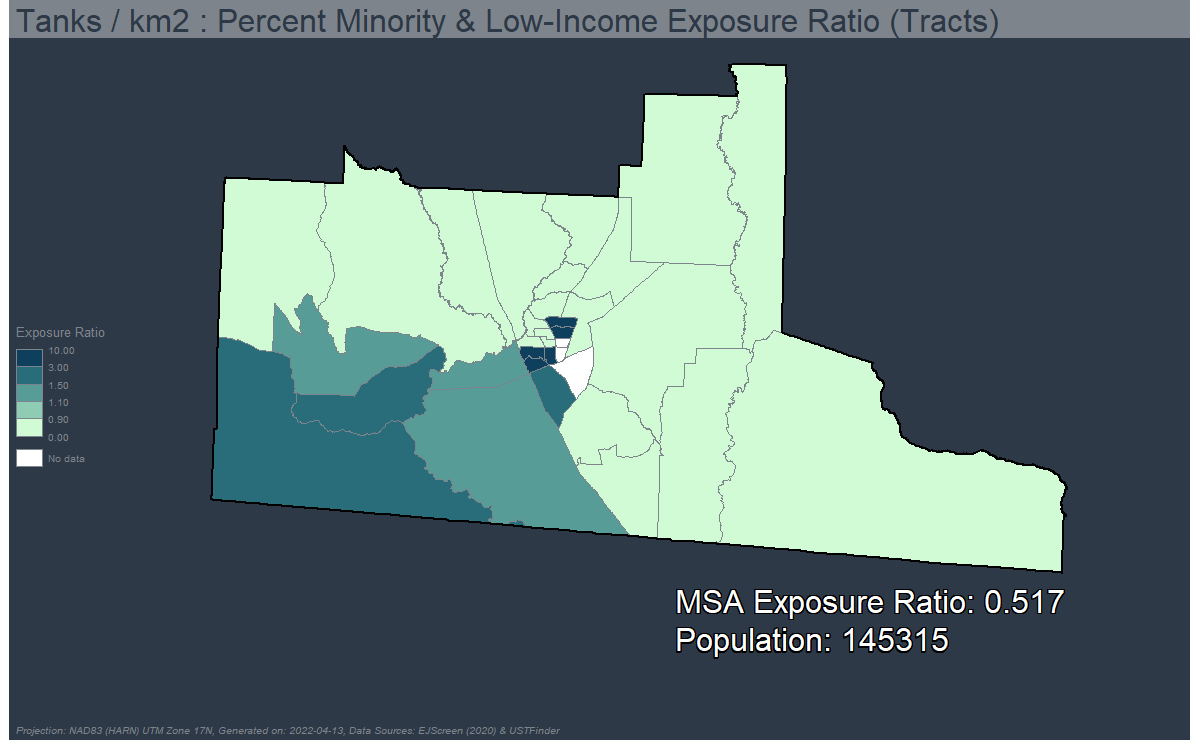 Tanks / km2 : Percent Minority & Low-Income Exposure Ratio (Tracts)
Exposure Ratio
10.00
3.00
1.50
1.10
0.90
0.00
No data
MSA Exposure Ratio: 0.517
Population: 145315
Projection: NAD83 (HARN) UTM Zone 17N, Generated on: 2022-04-13, Data Sources: EJScreen (2020) & USTFinder